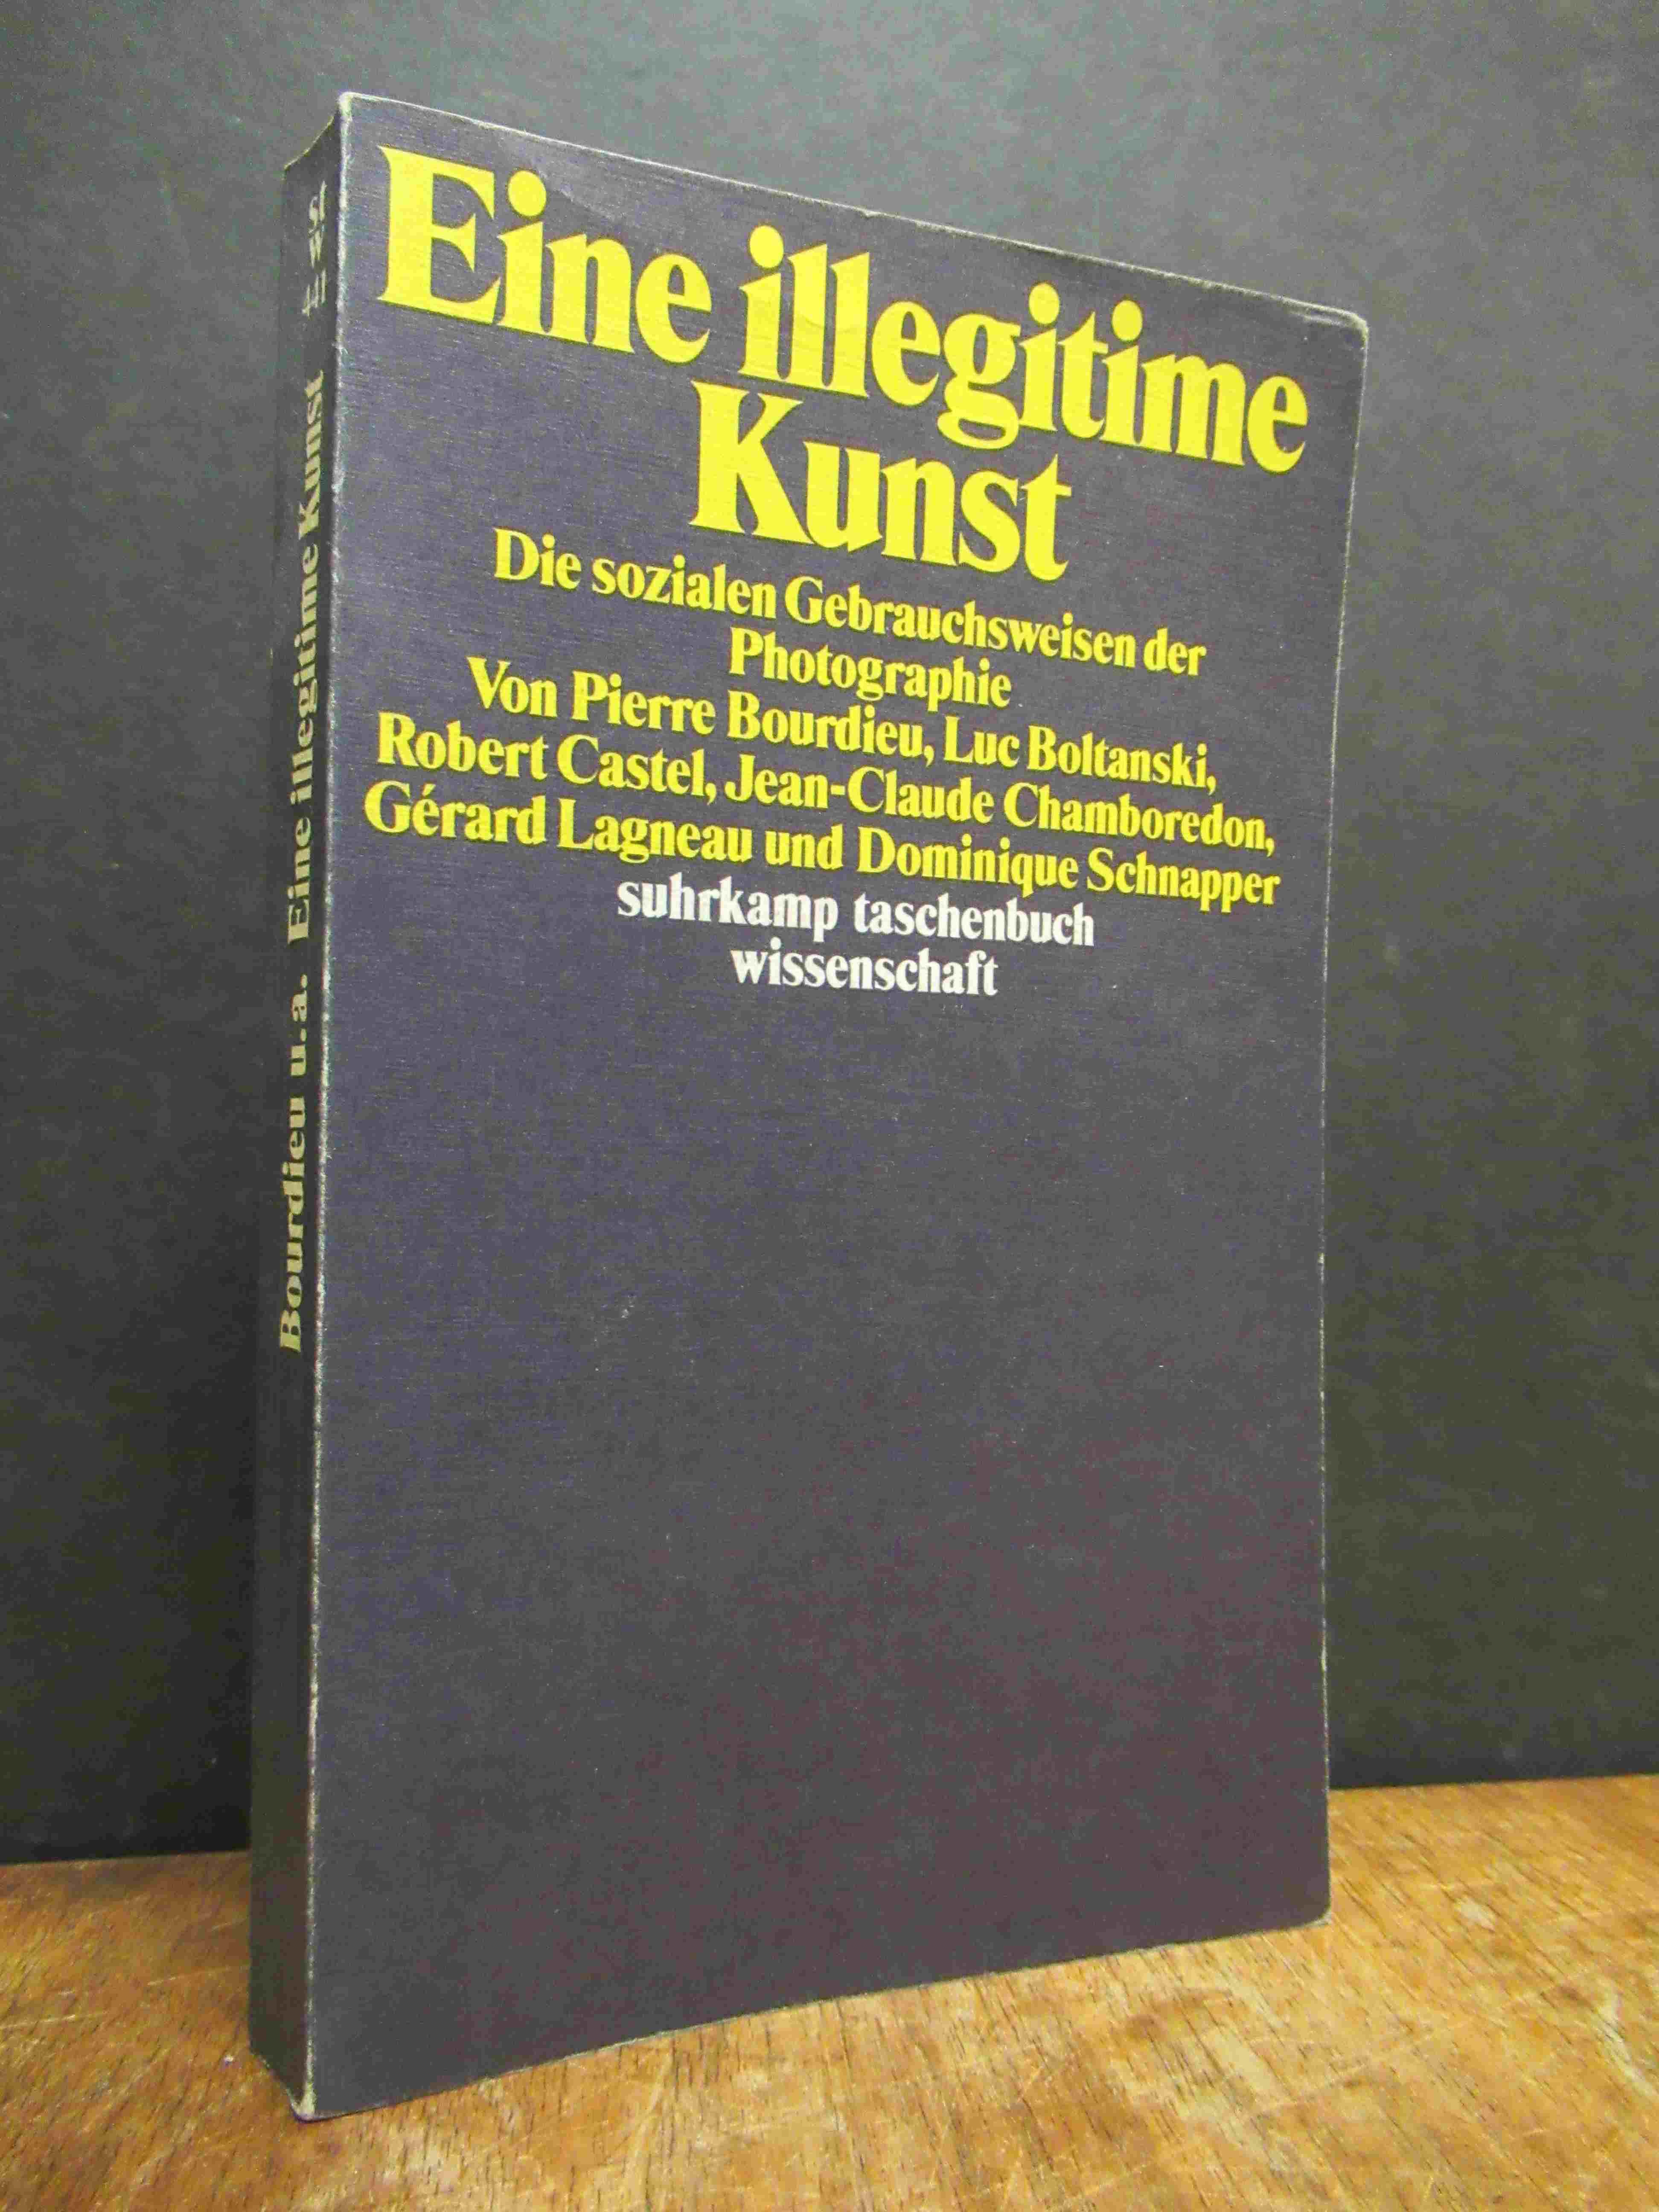 Eine illegitime
Kunst
Die sozialen Gebrauchsweisen der
Photographie
Von Pierre Bourdieu, Luc Boltanski,
Robert Castel, Jean-Claude Chamboredon,
Gérard Lagneau und Dominique Schnapper
suhrkamp taschenbuch
wissenschaft
Bourdieu u.a. Eine illegitime Kunst